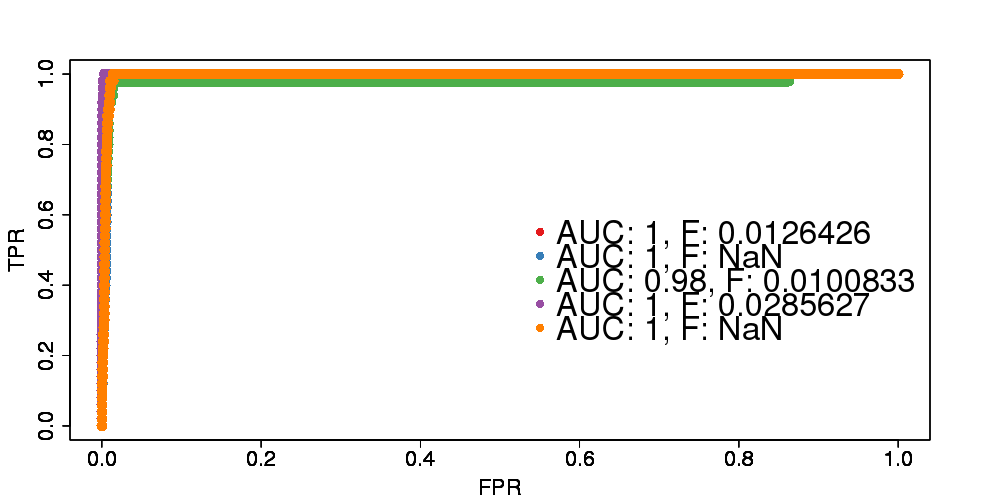 1.0
0.8
0.6
0.4
0.2
0.0
TPR
AUC: 1, F: 0.0126426
AUC: 1, F: NaN
AUC: 0.98, F: 0.0100833
AUC: 1, F: 0.0285627
AUC: 1, F: NaN
0.0 0.2 0.4 0.6 0.8 1.0
FPR